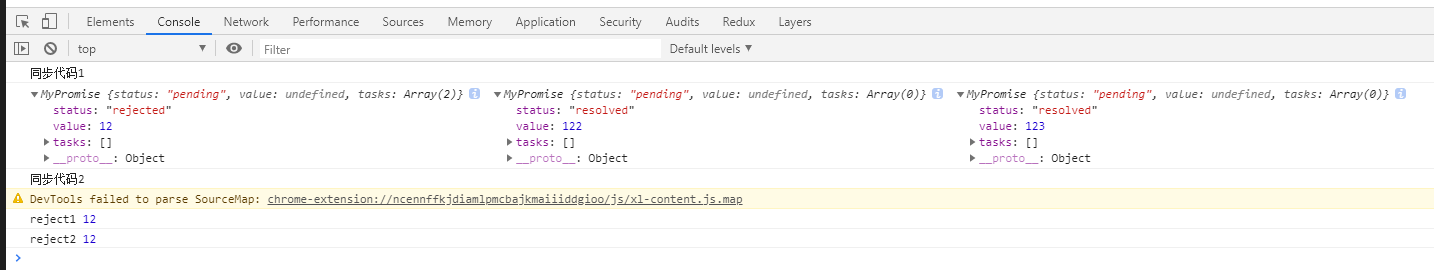 Elements Console Network Performance Sources Memory Application Security Audits Redux Layers
top Filter Default levels
同步代码1
MyPromise {status: "pending", value: undefined, tasks: Array(2)} MyPromise {status: "pending", value: undefined, tasks: Array(0)} MyPromise {status: "pending", value: undefined, tasks: Array(0)}
status: "rejected" status: "resolved" status: "resolved"
value: 12 value: 122 value: 123
tasks: [] tasks: [] tasks: []
__proto__: Object __proto__: Object __proto__: Object
同步代码2
DevTools failed to parse SourceMap: chrome-extension://ncennffkjdiamlpmcbajkmaiiiddgioo/js/xl-content.js.map
reject1 12
reject2 12